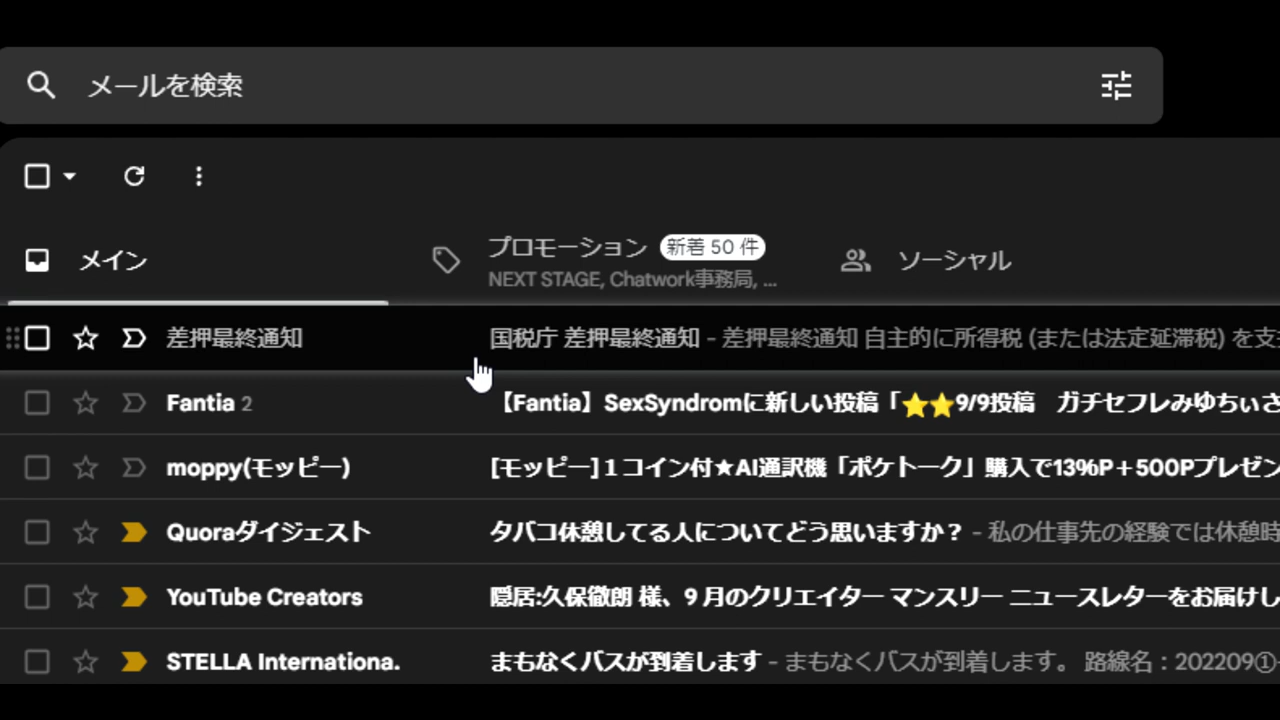 メールを検索
メイン
プロモーション 新着 50 件
NEXT STAGE, Chatwork事務局, ...
ソーシャル
差押最終通知 国税庁 差押最終通知 - 差押最終通知 自主的に所得税 (または法定延滞税) を支
Fantia 2 【Fantia】SexSyndromに新しい投稿「⭐⭐9/9投稿　ガチセフレみゆちぃさ
moppy(モッピー) [モッピー]１コイン付★AI通訳機「ポケトーク」購入で13%P＋500Pプレゼン
Quoraダイジェスト タバコ休憩してる人についてどう思いますか？ - 私の仕事先の経験では休憩時
YouTube Creators 隠居:久保徹朗 様、9 月のクリエイター マンスリー ニュースレターをお届けし
STELLA Internationa. まもなくバスが到着します - まもなくバスが到着します。 路線名：202209①